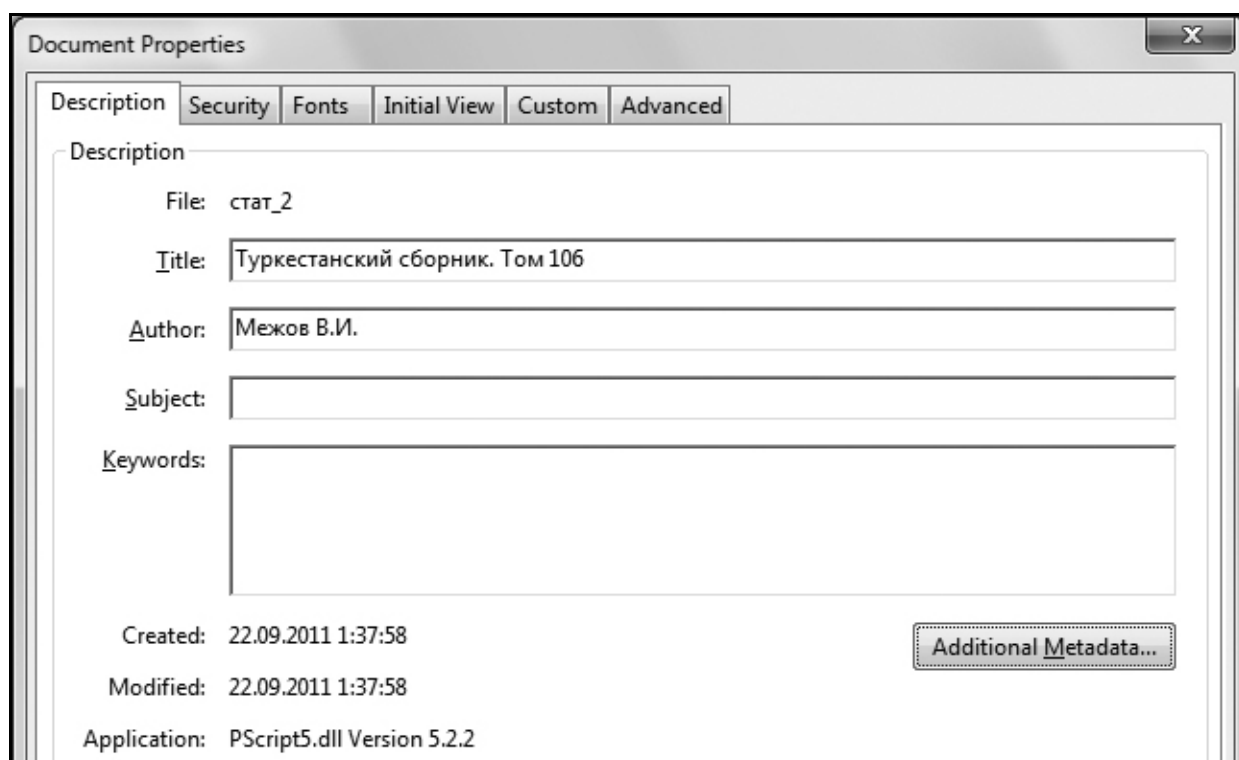 Document Properties
Description Security Fonts Initial View Custom Advanced
Description
File: стат_2
Title: Туркестанский сборник. Том 106
Author: Межов В.И.
Subject:
Keywords:
Created: 22.09.2011 1:37:58
Additional Metadata...
Modified: 22.09.2011 1:37:58
Application: PScript5.dll Version 5.2.2